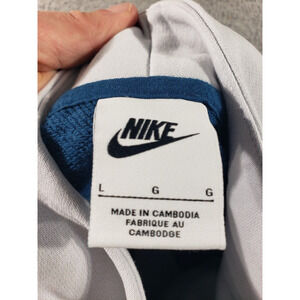 NIKE
L G G
MADE IN CAMBODIA
FABRIQUE AU
CAMBODGE